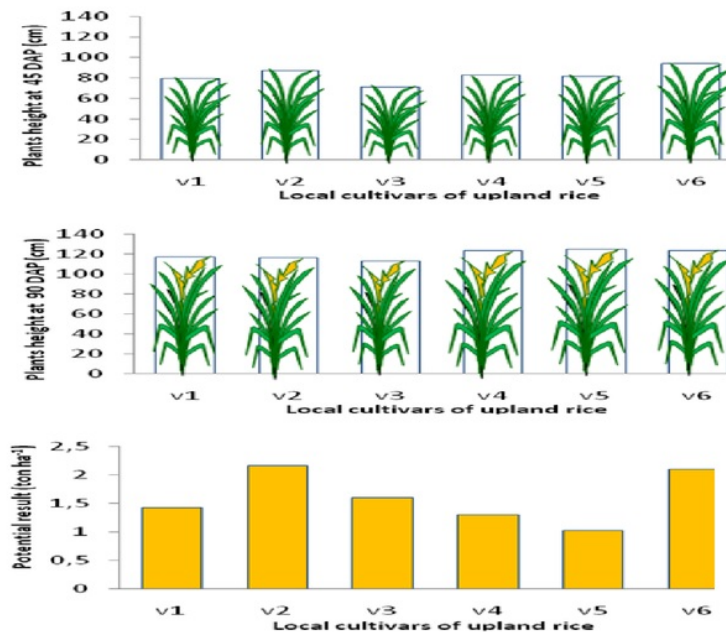 Plants height at 45 DAP (cm)
140
120
100
80
60
40
20
0
v1 v2 v3 v4 v5 v6
Local cultivars of upland rice
Plants height at 90 DAP (cm)
140
120
100
80
60
40
20
0
v1 v2 v3 v4 v5 v6
Local cultivars of upland rice
Potential result (ton ha⁻¹)
2,5
2
1,5
1
0,5
0
v1 v2 v3 v4 v5 v6
Local cultivars of upland rice